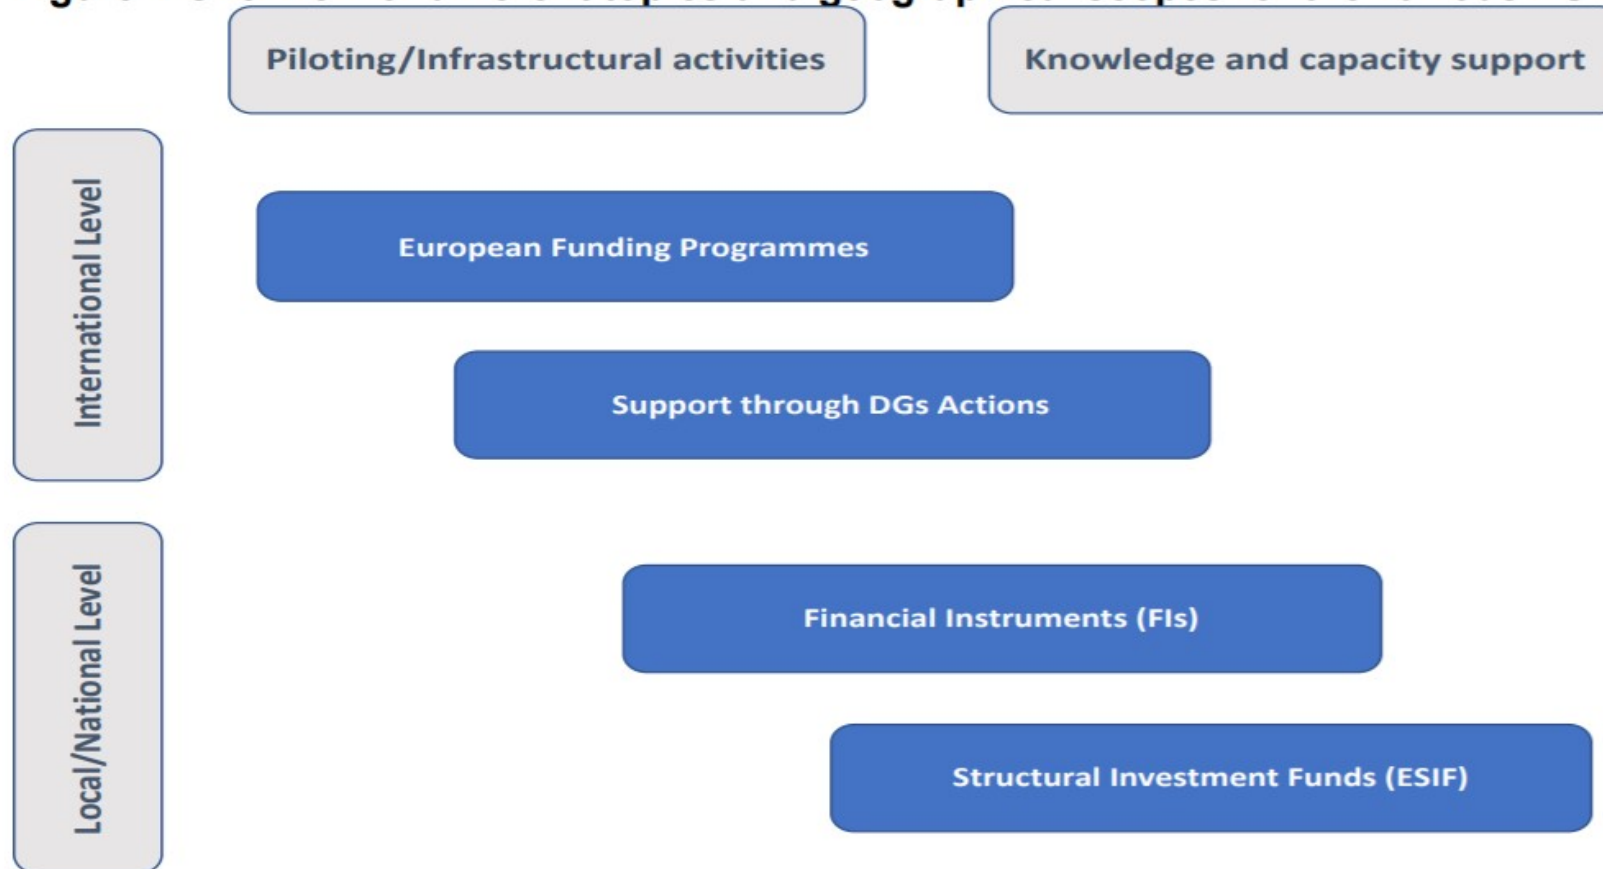 Piloting/Infrastructural activities
Knowledge and capacity support
International Level
European Funding Programmes
Support through DGs Actions
Local/National Level
Financial Instruments (FIs)
Structural Investment Funds (ESIF)